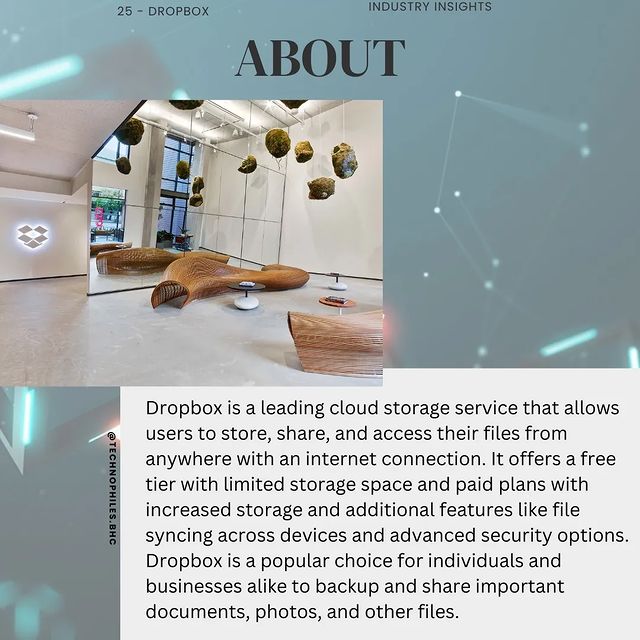 25 - DROPBOX
INDUSTRY INSIGHTS
ABOUT
Dropbox is a leading cloud storage service that allows
users to store, share, and access their files from
anywhere with an internet connection. It offers a free
tier with limited storage space and paid plans with
increased storage and additional features like file
syncing across devices and advanced security options.
Dropbox is a popular choice for individuals and
businesses alike to backup and share important
documents, photos, and other files.
@TECHNOPHILES.BHC